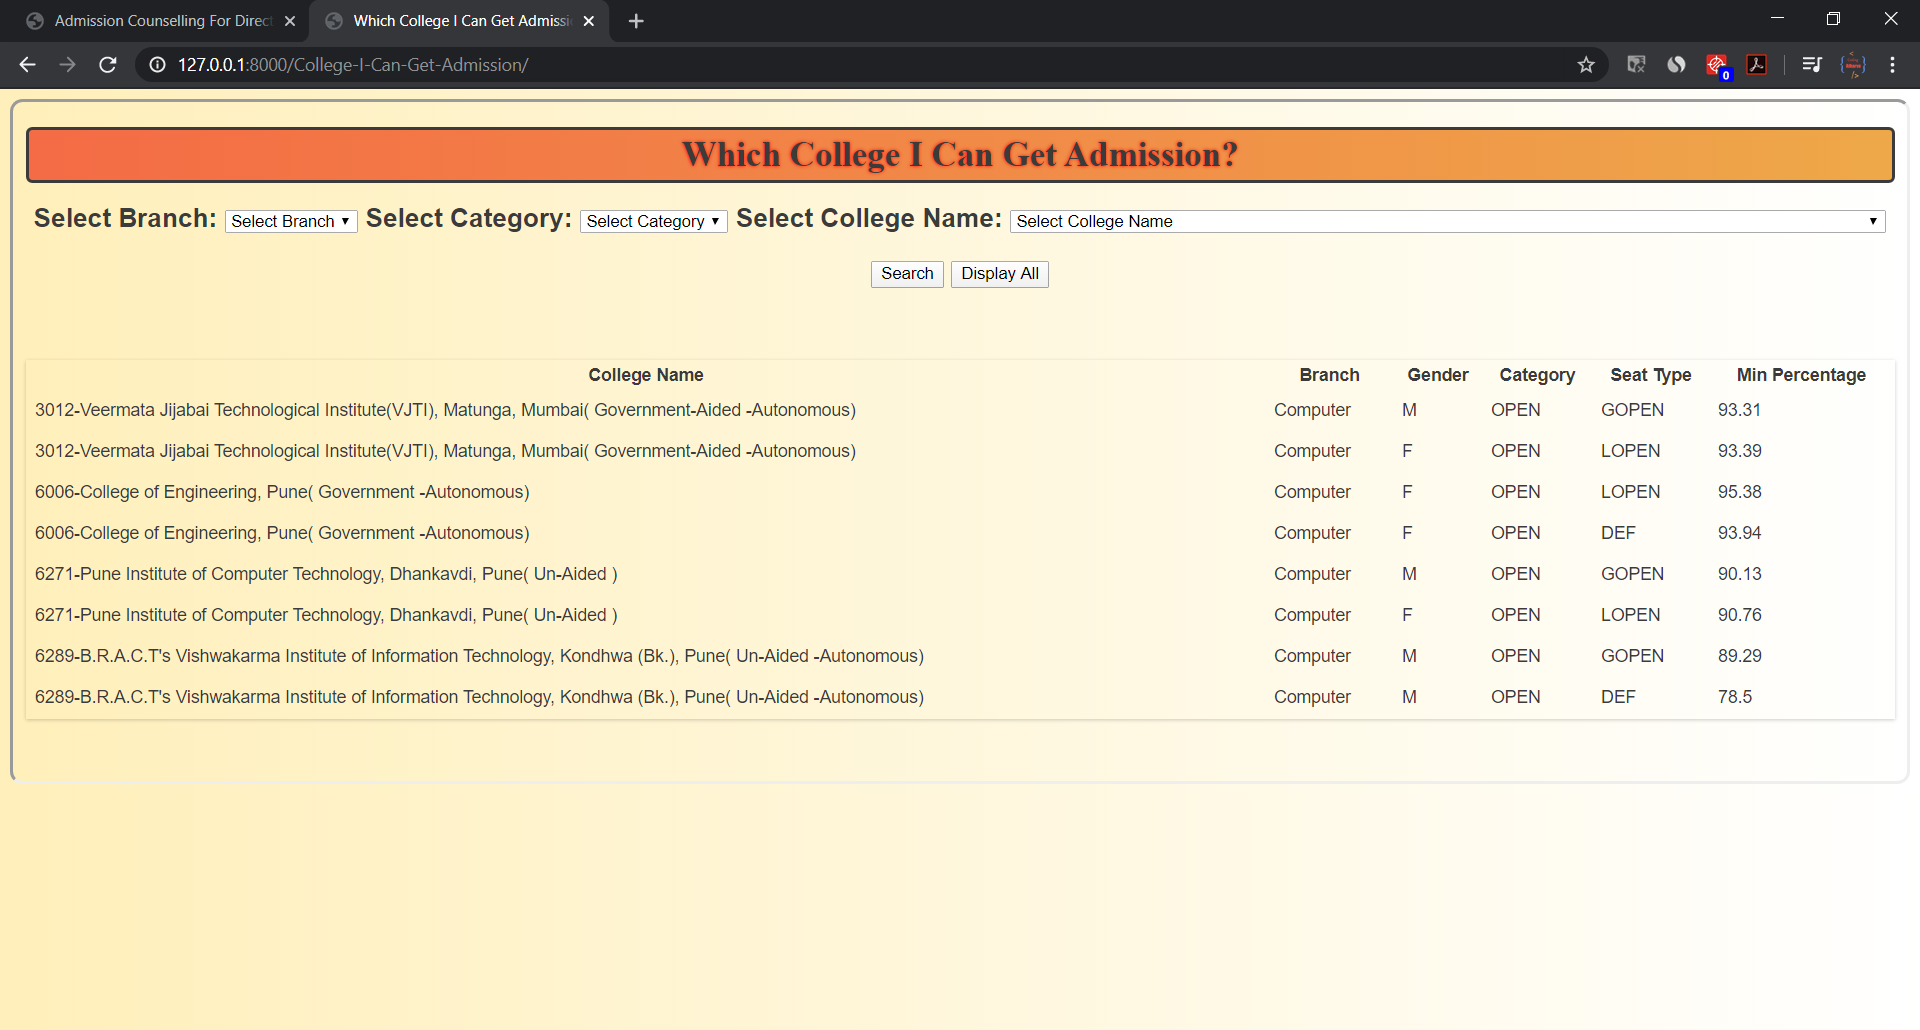 Admission Counselling For Direct
Which College I Can Get Admissi
127.0.0.1:8000/College-I-Can-Get-Admission/
0
Which College I Can Get Admission?
Select Branch: Select Branch Select Category: Select Category Select College Name: Select College Name
Search Display All
College Name Branch Gender Category Seat Type Min Percentage
3012-Veermata Jijabai Technological Institute(VJTI), Matunga, Mumbai( Government-Aided -Autonomous) Computer M OPEN GOPEN 93.31
3012-Veermata Jijabai Technological Institute(VJTI), Matunga, Mumbai( Government-Aided -Autonomous) Computer F OPEN LOPEN 93.39
6006-College of Engineering, Pune( Government -Autonomous) Computer F OPEN LOPEN 95.38
6006-College of Engineering, Pune( Government -Autonomous) Computer F OPEN DEF 93.94
6271-Pune Institute of Computer Technology, Dhankavdi, Pune( Un-Aided ) Computer M OPEN GOPEN 90.13
6271-Pune Institute of Computer Technology, Dhankavdi, Pune( Un-Aided ) Computer F OPEN LOPEN 90.76
6289-B.R.A.C.T's Vishwakarma Institute of Information Technology, Kondhwa (Bk.), Pune( Un-Aided -Autonomous) Computer M OPEN GOPEN 89.29
6289-B.R.A.C.T's Vishwakarma Institute of Information Technology, Kondhwa (Bk.), Pune( Un-Aided -Autonomous) Computer M OPEN DEF 78.5